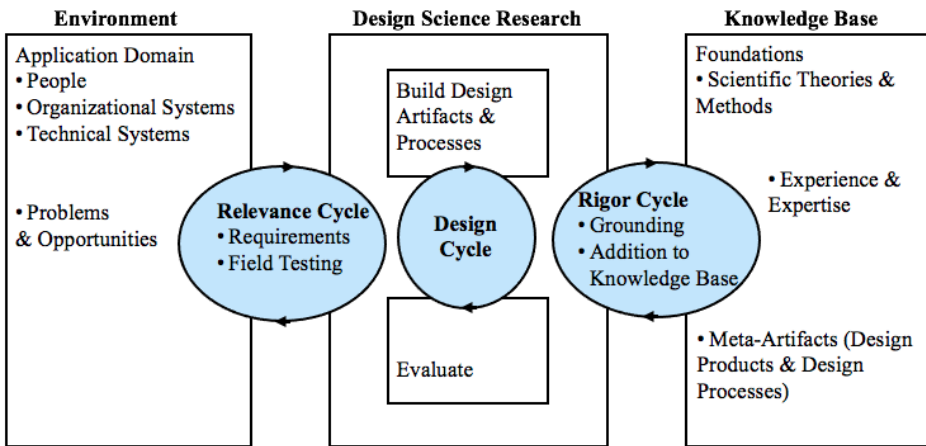 Environment
Application Domain
• People
• Organizational Systems
• Technical Systems
• Problems
& Opportunities
Relevance Cycle
• Requirements
• Field Testing
Design Science Research
Build Design
Artifacts &
Processes
Design
Cycle
Evaluate
Rigor Cycle
• Grounding
• Addition to
Knowledge Base
Knowledge Base
Foundations
• Scientific Theories &
Methods
• Experience &
Expertise
• Meta-Artifacts (Design
Products & Design
Processes)